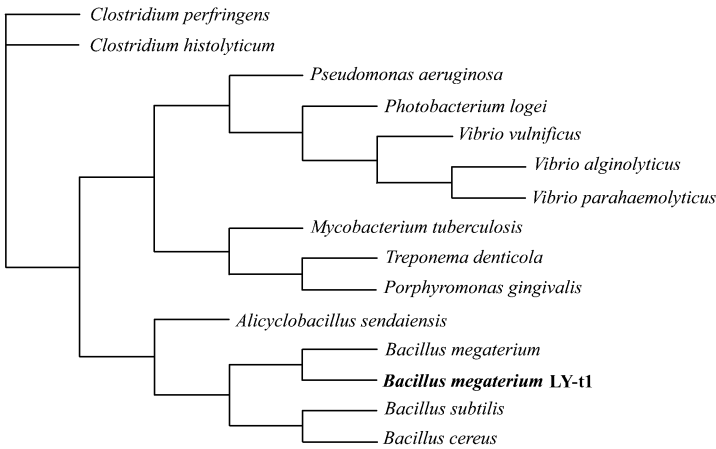 Clostridium perfringens
Clostridium histolyticum
Pseudomonas aeruginosa
Photobacterium logei
Vibrio vulnificus
Vibrio alginolyticus
Vibrio parahaemolyticus
Mycobacterium tuberculosis
Treponema denticola
Porphyromonas gingivalis
Alicyclobacillus sendaiensis
Bacillus megaterium
Bacillus megaterium LY-t1
Bacillus subtilis
Bacillus cereus